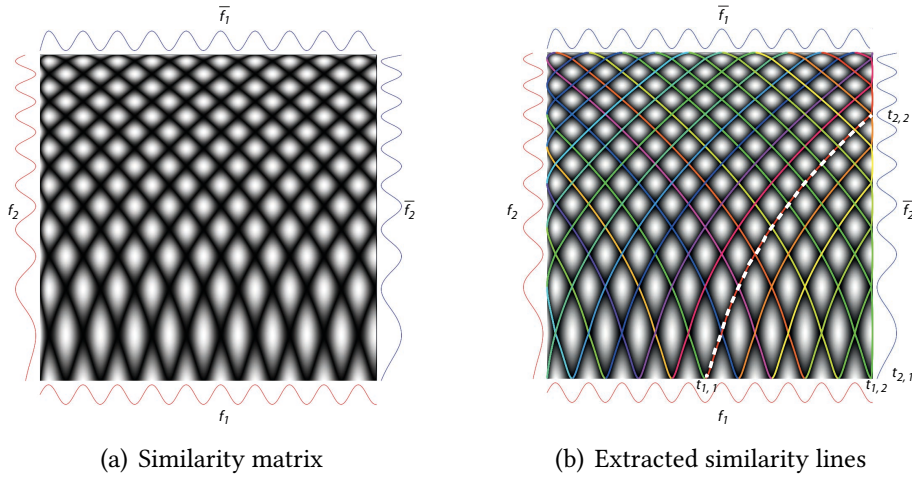 f̅₁
f₂
f̅₂
f₁
(a) Similarity matrix
f̅₁
t₂,₂
f₂
f̅₂
t₁,₁
t₁,₂
t₂,₁
f₁
(b) Extracted similarity lines